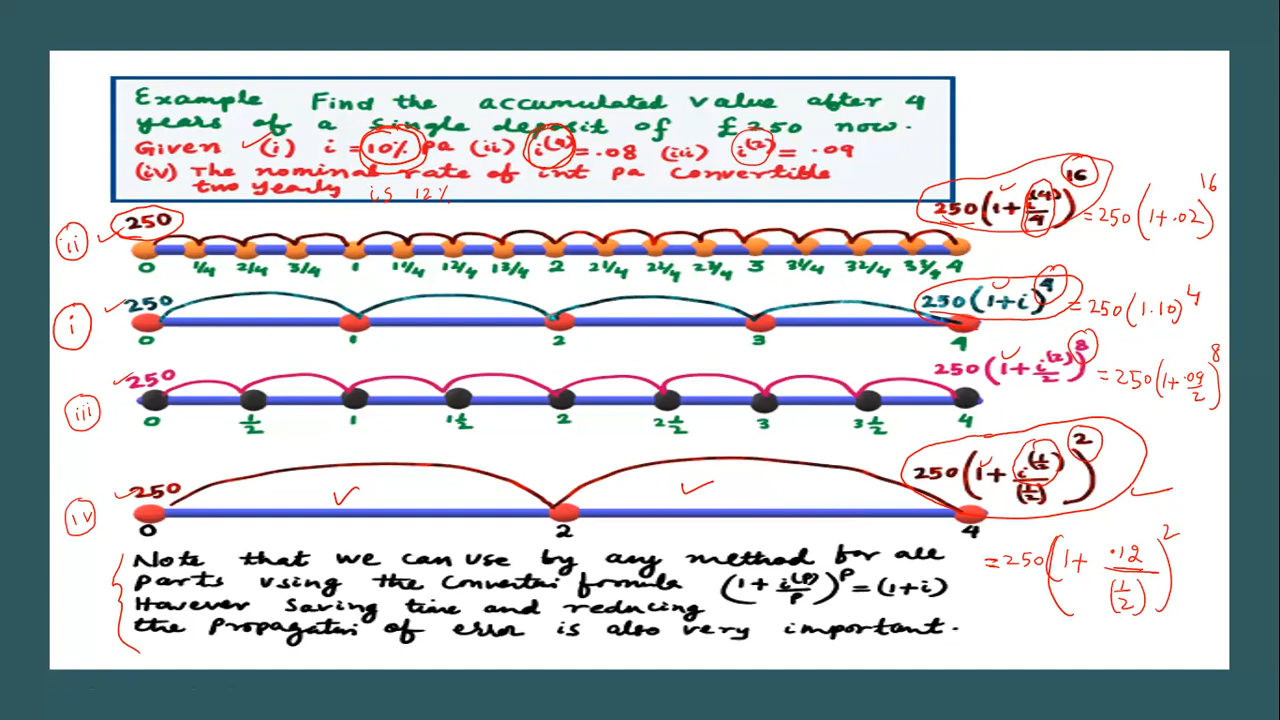 Example Find the accumulated value after 4
years of a single deposit of £250 now.
Given (i) i = 10% pa (ii) i^(4) = .08 (iii) i^(2) = .09
(iv) The nominal rate of int pa convertible
two yearly is 12%
ii 250 250(1+i^(4)/4)^16 = 250(1+.02)^16
0 1/4 2/4 3/4 1 1 1/4 1 2/4 1 3/4 2 2 1/4 2 2/4 2 3/4 3 3 1/4 3 2/4 3 3/4 4
i 250 250(1+i)^4 = 250(1.10)^4
0 1 2 3 4
iii 250 250(1+i^(2)/2)^8 = 250(1+.09/2)^8
0 1/2 1 1 1/2 2 2 1/2 3 3 1/2 4
iv 250 250(1+i^(1/2)/(1/2))^2
0 2 4
= 250(1+.12/(1/2))^2
Note that we can use by any method for all
parts using the Converter formula (1+i^(P)/P)^P = (1+i)
However saving time and reducing
the propagation of error is also very important.